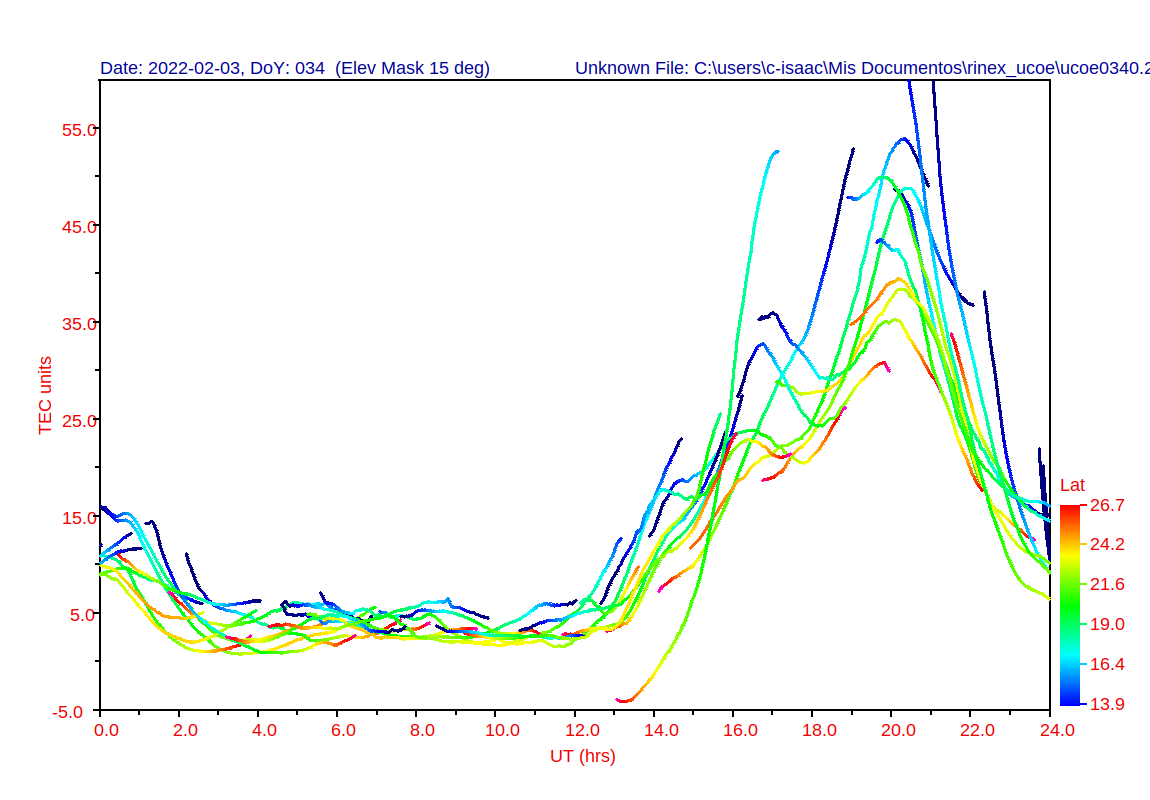 Date: 2022-02-03, DoY: 034  (Elev Mask 15 deg) Unknown File: C:\users\c-isaac\Mis Documentos\rinex_ucoe\ucoe0340.2
55.0
45.0
35.0
25.0
15.0
5.0
-5.0
TEC units
0.0 2.0 4.0 6.0 8.0 10.0 12.0 14.0 16.0 18.0 20.0 22.0 24.0
UT (hrs)
Lat
26.7
24.2
21.6
19.0
16.4
13.9